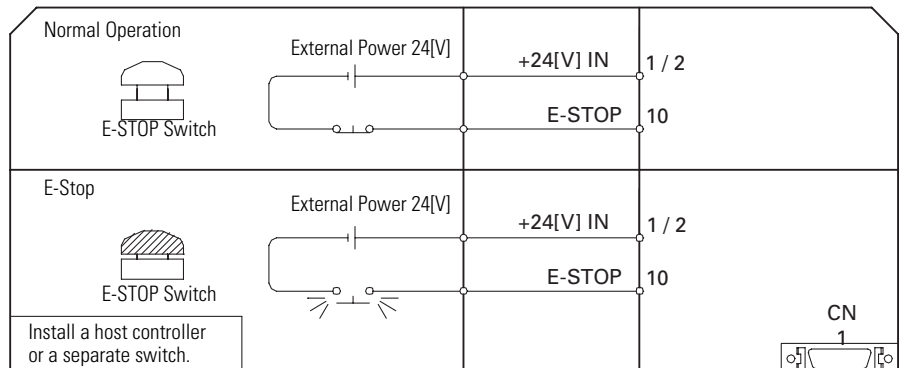 Normal Operation
External Power 24[V]
+24[V] IN
1 / 2
E-STOP
10
E-STOP Switch
E-Stop
External Power 24[V]
+24[V] IN
1 / 2
E-STOP
10
E-STOP Switch
CN
1
Install a host controller
or a separate switch.